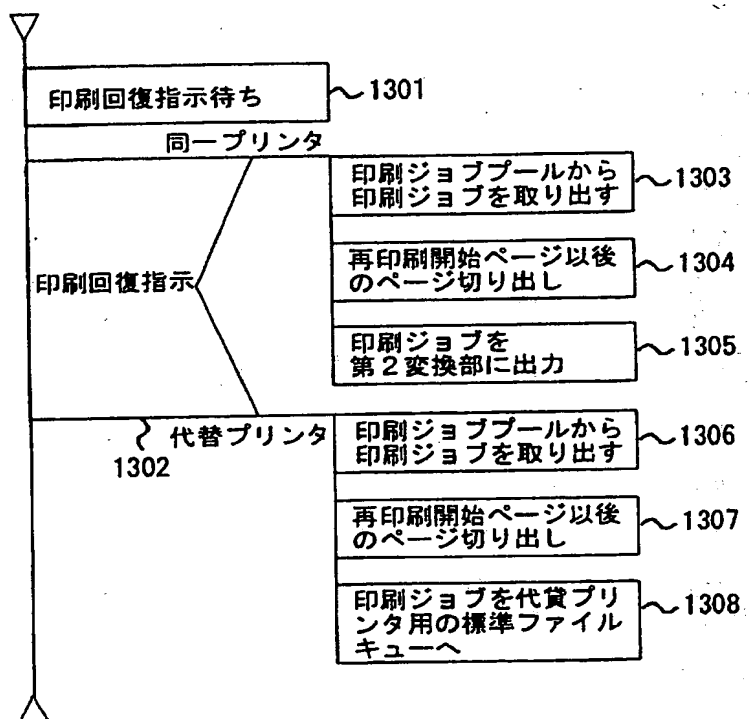 印刷回復指示待ち
1301
同一プリンタ
印刷ジョブプールから
印刷ジョブを取り出す
1303
再印刷開始ページ以後
のページ切り出し
1304
印刷回復指示
印刷ジョブを
第2変換部に出力
1305
代替プリンタ
1302
印刷ジョブプールから
印刷ジョブを取り出す
1306
再印刷開始ページ以後
のページ切り出し
1307
印刷ジョブを代貸プリ
ンタ用の標準ファイル
キューへ
1308